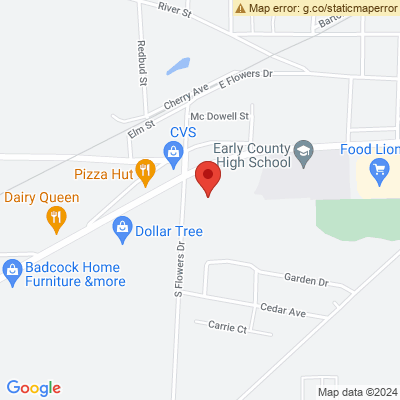 Map error: g.co/staticmaperror
River St
Redbud St
E Flowers Dr
Cherry Ave
Mc Dowell St
Elm St
CVS
Early County
High School
Food Lion
Pizza Hut
Dairy Queen
Dollar Tree
S Flowers Dr
Badcock Home
Furniture &more
Garden Dr
Cedar Ave
Carrie Ct
Google
Map data ©2024